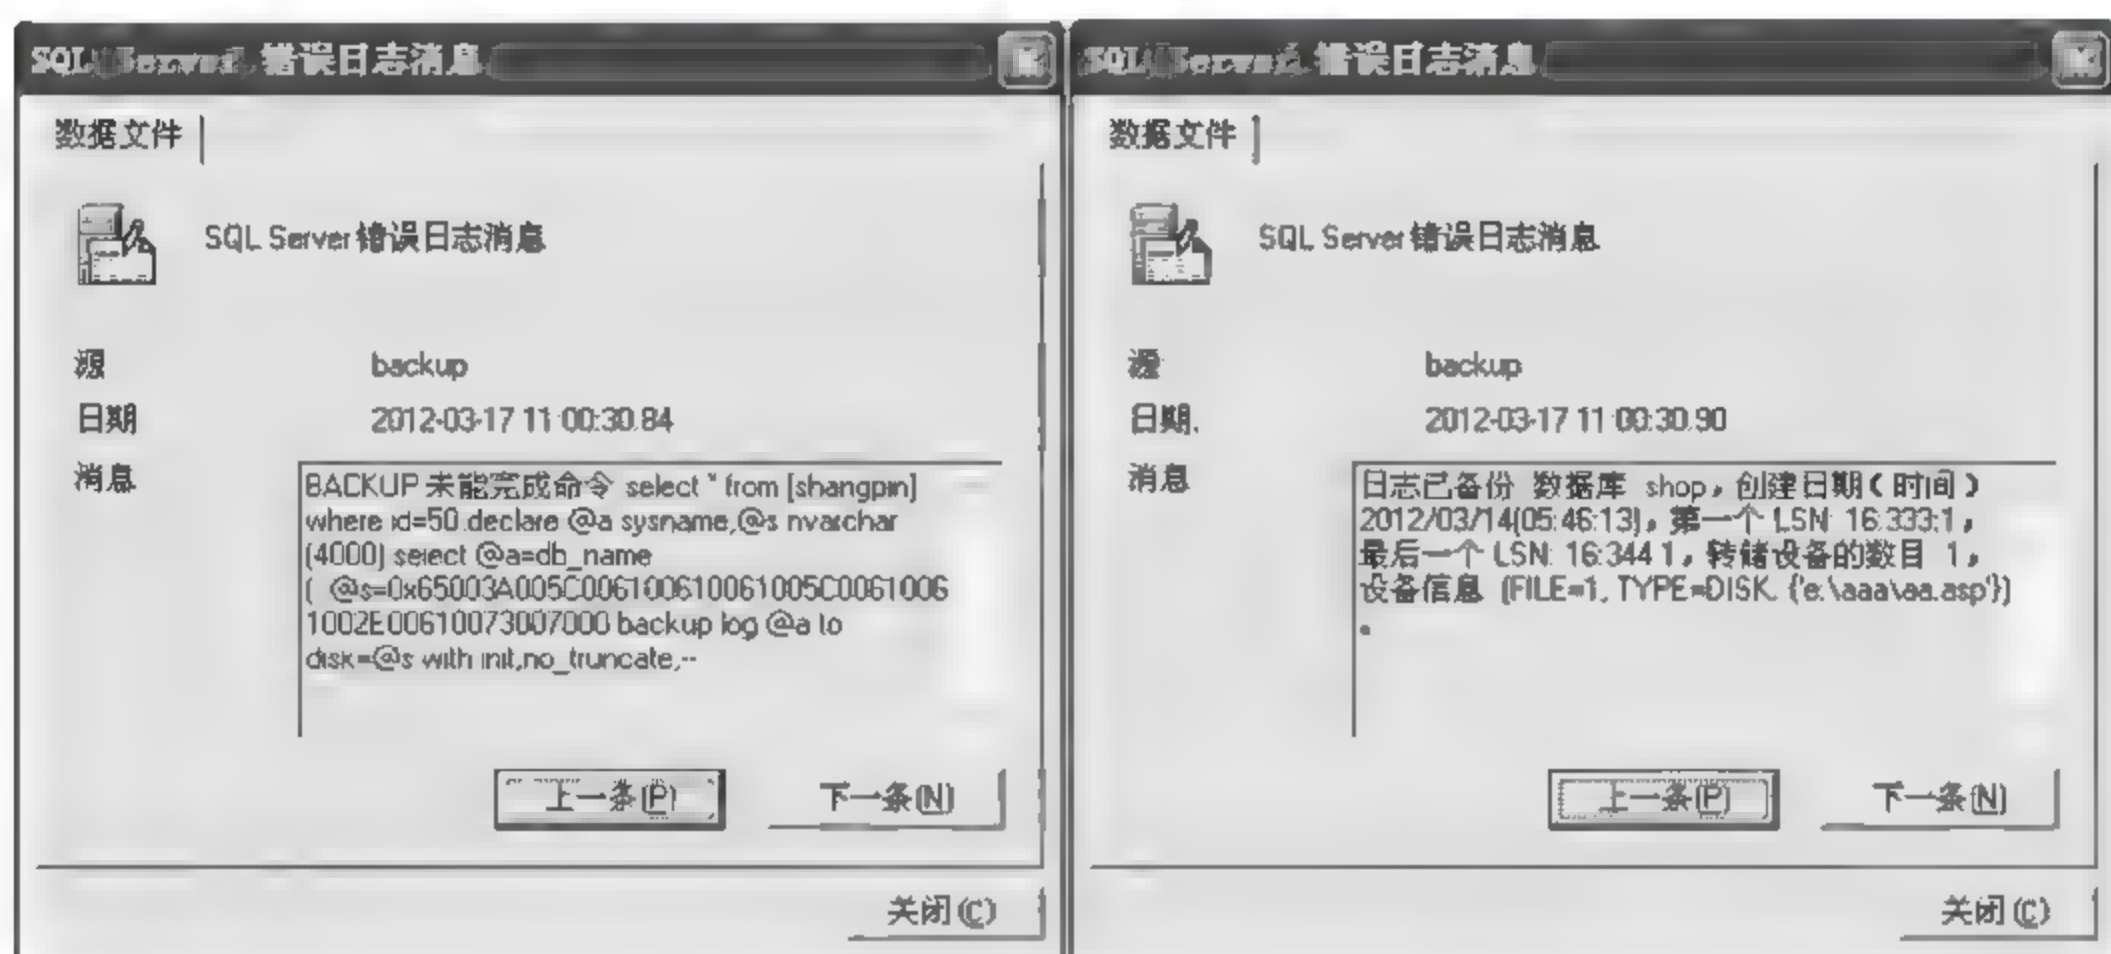 SQL Server 错误日志消息
数据文件
SQL Server 错误日志消息
源 backup
日期 2012-03-17 11:00:30.84
消息
BACKUP 未能完成命令 select * from [shangpin]
where id=50 declare @a sysname,@s nvarchar
(4000) select @a=db_name
( @s=0x65003A005C006100610061005C0061006
1002E00610073007000 backup log @a to
disk=@s with init,no_truncate,--
上一条(P) 下一条(N)
关闭(C)
SQL Server 错误日志消息
数据文件
SQL Server 错误日志消息
源 backup
日期 2012-03-17 11:00:30.90
消息
日志已备份 数据库 shop,创建日期(时间)
2012/03/14(05:46:13),第一个 LSN: 16:333:1,
最后一个 LSN: 16:344:1,转储设备的数目 1,
设备信息 (FILE=1, TYPE=DISK: {'e:\aaa\aa.asp'})
。
上一条(P) 下一条(N)
关闭(C)